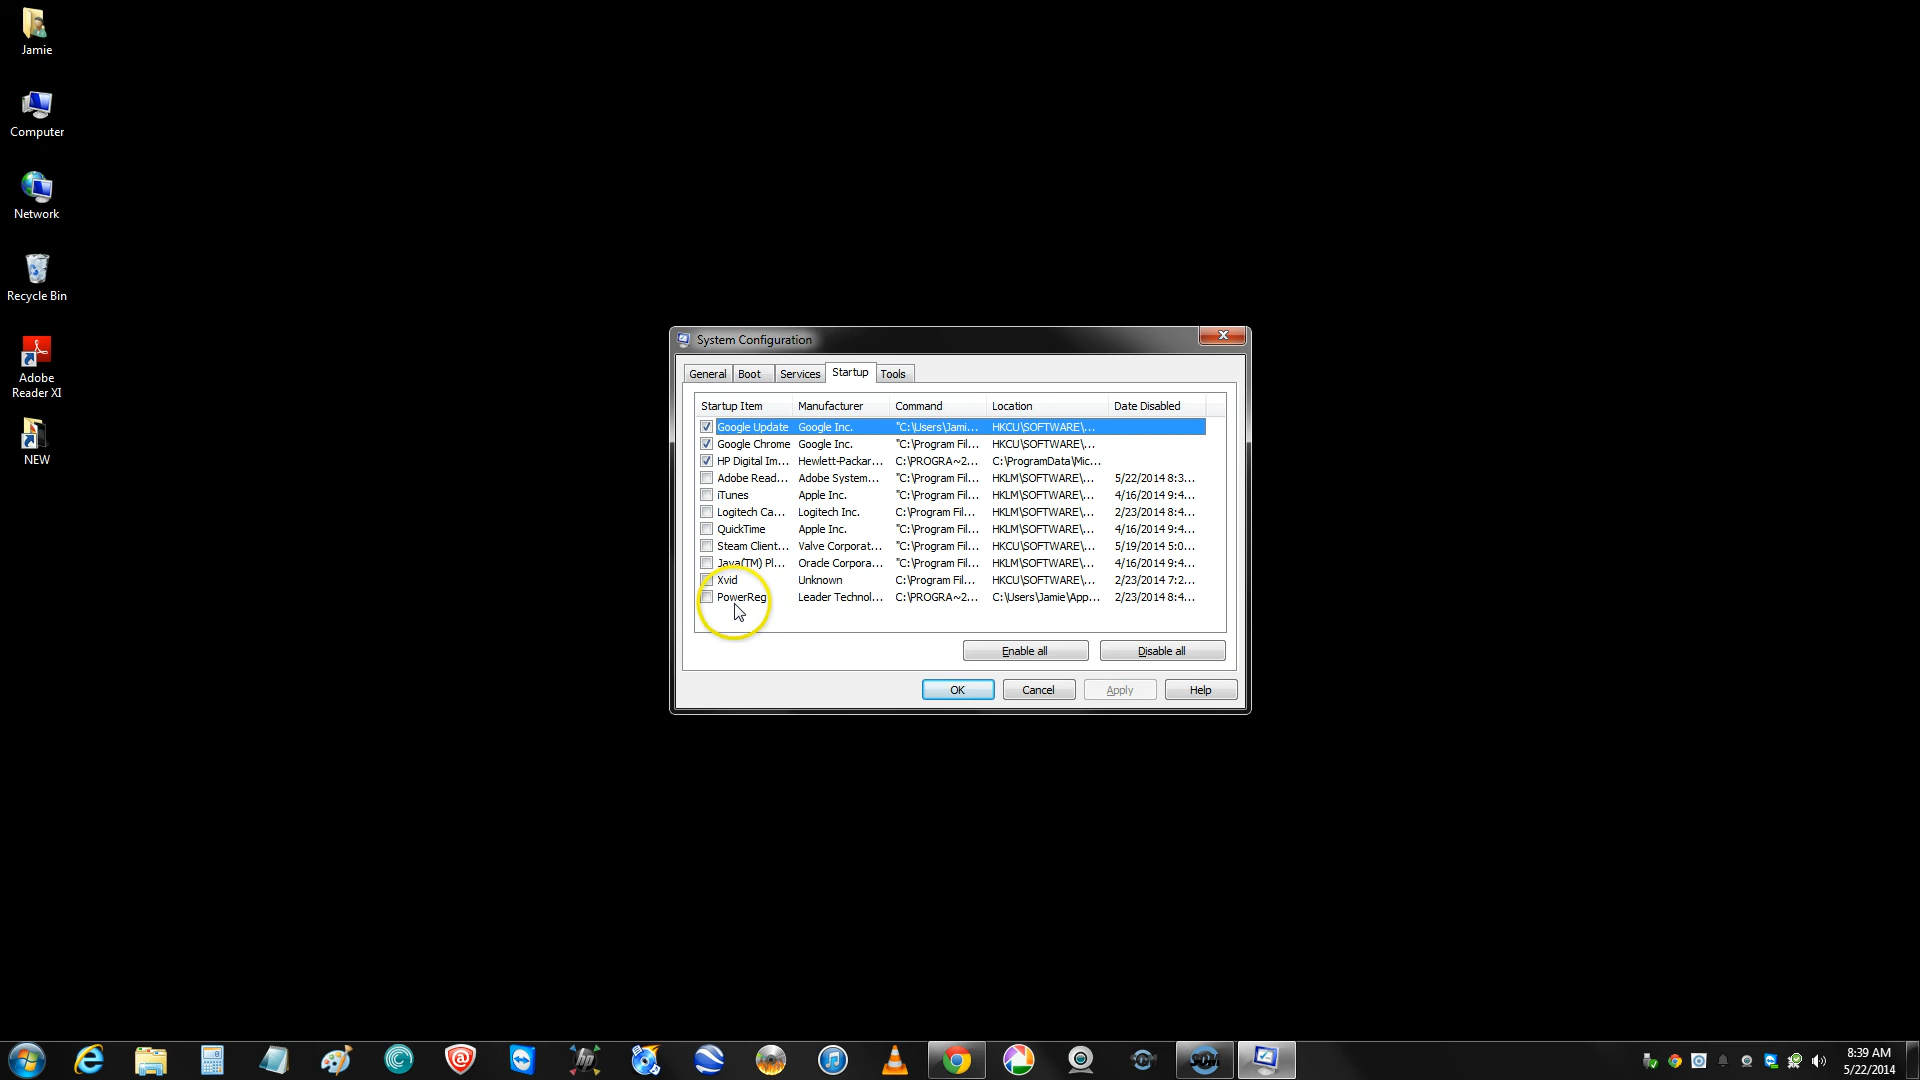 Jamie
Computer
Network
Recycle Bin
Adobe
Reader XI
NEW
System Configuration
General Boot Services Startup Tools
Startup Item Manufacturer Command Location Date Disabled
Google Update Google Inc. "C:\Users\Jami... HKCU\SOFTWARE\...
Google Chrome Google Inc. "C:\Program Fil... HKCU\SOFTWARE\...
HP Digital Im... Hewlett-Packar... C:\PROGRA~2... C:\ProgramData\Mic...
Adobe Read... Adobe System... "C:\Program Fil... HKLM\SOFTWARE\... 5/22/2014 8:3...
iTunes Apple Inc. "C:\Program Fil... HKLM\SOFTWARE\... 4/16/2014 9:4...
Logitech Ca... Logitech Inc. C:\Program Fil... HKLM\SOFTWARE\... 2/23/2014 8:4...
QuickTime Apple Inc. "C:\Program Fil... HKLM\SOFTWARE\... 4/16/2014 9:4...
Steam Client... Valve Corporat... "C:\Program Fil... HKCU\SOFTWARE\... 5/19/2014 5:0...
Java(TM) Pl... Oracle Corpora... "C:\Program Fil... HKLM\SOFTWARE\... 4/16/2014 9:4...
Xvid Unknown C:\Program Fil... HKCU\SOFTWARE\... 2/23/2014 7:2...
PowerReg Leader Technol... C:\PROGRA~2... C:\Users\Jamie\App... 2/23/2014 8:4...
Enable all Disable all
OK Cancel Apply Help
8:39 AM
5/22/2014